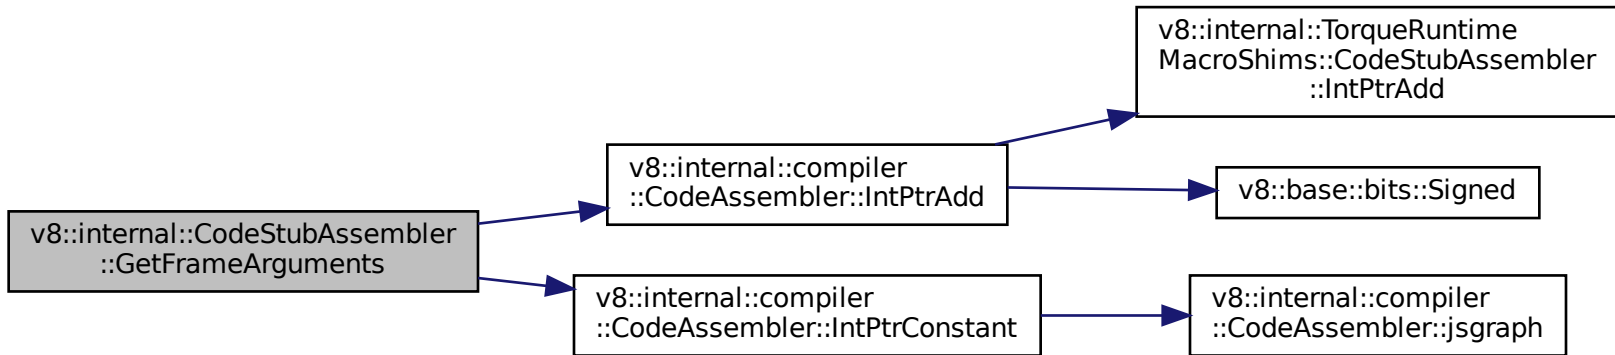 v8::internal::CodeStubAssembler
::GetFrameArguments
v8::internal::compiler
::CodeAssembler::IntPtrAdd
v8::internal::TorqueRuntime
MacroShims::CodeStubAssembler
::IntPtrAdd
v8::base::bits::Signed
v8::internal::compiler
::CodeAssembler::IntPtrConstant
v8::internal::compiler
::CodeAssembler::jsgraph